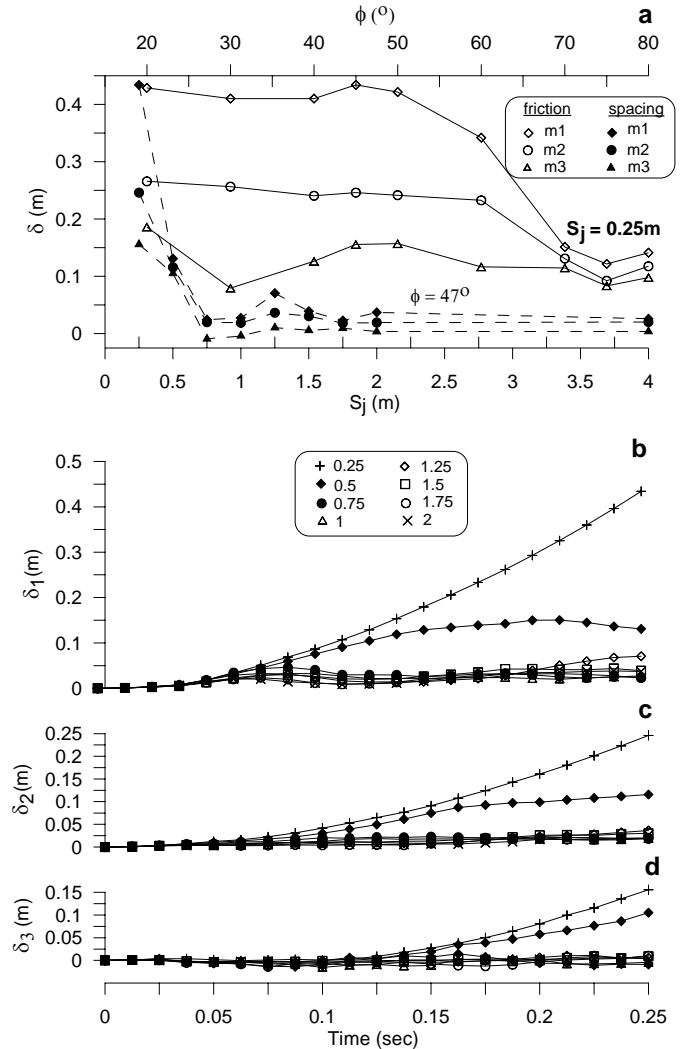 ϕ (°)
a
20 30 40 50 60 70 80
0.4
0.3
0.2
0.1
0
δ (m)
friction spacing
m1 m1
m2 m2
m3 m3
Sj = 0.25m
ϕ = 47°
0 0.5 1 1.5 2 2.5 3 3.5 4
Sj (m)
b
0.5
0.4
0.3
0.2
0.1
0
δ1(m)
0.25 1.25
0.5 1.5
0.75 1.75
1 2
c
0.25
0.2
0.15
0.1
0.05
0
δ2(m)
d
0.15
0.1
0.05
0
δ3 (m)
0 0.05 0.1 0.15 0.2 0.25
Time (sec)